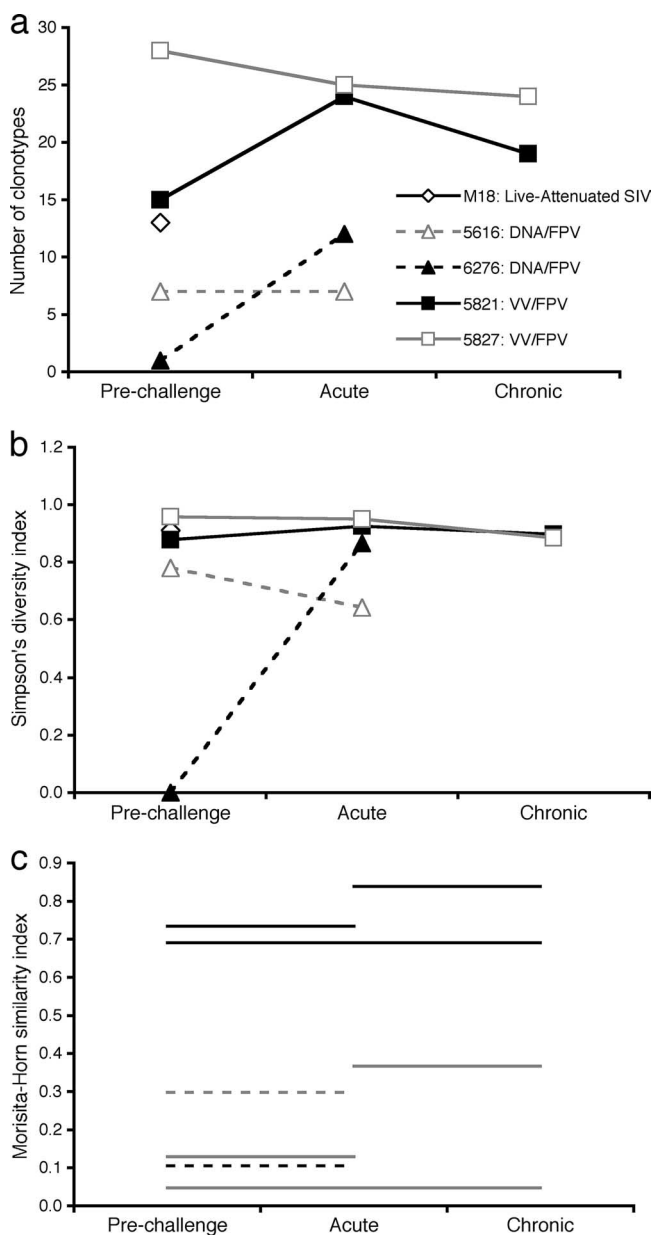 a
Number of clonotypes
30
25
20
15
10
5
0
Pre-challenge Acute Chronic
M18: Live-Attenuated SIV
5616: DNA/FPV
6276: DNA/FPV
5821: VV/FPV
5827: VV/FPV
b
Simpson's diversity index
1.2
1.0
0.8
0.6
0.4
0.2
0.0
Pre-challenge Acute Chronic
c
Morisita-Horn similarity index
0.9
0.8
0.7
0.6
0.5
0.4
0.3
0.2
0.1
0.0
Pre-challenge Acute Chronic